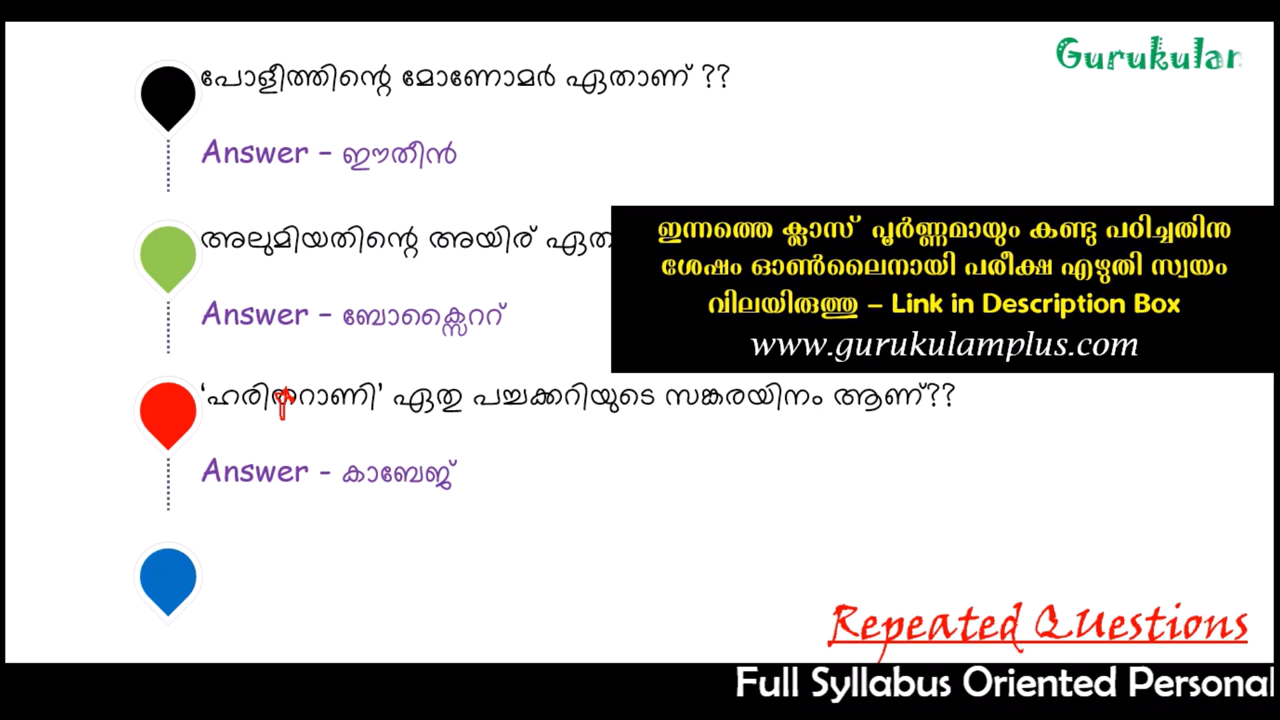 Gurukulam
പോളീത്തിന്റെ മോണോമർ ഏതാണ് ??
Answer – ഈതീൻ
അലുമിയതിന്റെ അയിര്
Answer – ബോക്സൈററ്
ഇന്നത്തെ ക്ലാസ് പൂർണ്ണമായും കണ്ടു പഠിച്ചതിനു
ശേഷം ഓൺലൈനായി പരീക്ഷ എഴുതി സ്വയം
വിലയിരുത്തു – Link in Description Box
www.gurukulamplus.com
‘ഹരിതറാണി’ ഏതു പച്ചക്കറിയുടെ സങ്കരയിനം ആണ്??
Answer – കാബേജ്
Repeated QUestions
Full Syllabus Oriented Personal